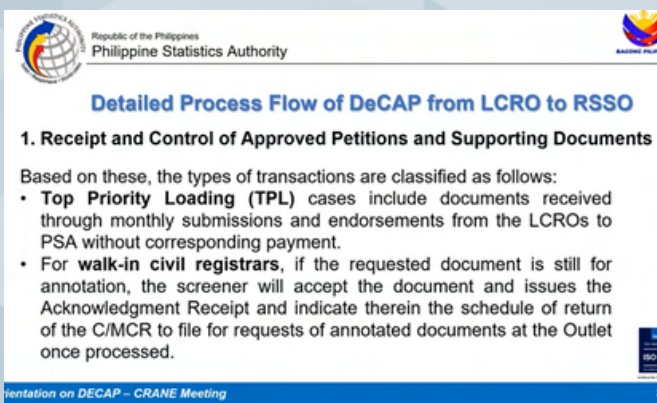 Republic of the Philippines
Philippine Statistics Authority
Detailed Process Flow of DeCAP from LCRO to RSSO
1. Receipt and Control of Approved Petitions and Supporting Documents
Based on these, the types of transactions are classified as follows:
• Top Priority Loading (TPL) cases include documents received
through monthly submissions and endorsements from the LCROs to
PSA without corresponding payment.
• For walk-in civil registrars, if the requested document is still for
annotation, the screener will accept the document and issues the
Acknowledgment Receipt and indicate therein the schedule of return
of the C/MCR to file for requests of annotated documents at the Outlet
once processed.
ISO
ientation on DECAP – CRANE Meeting